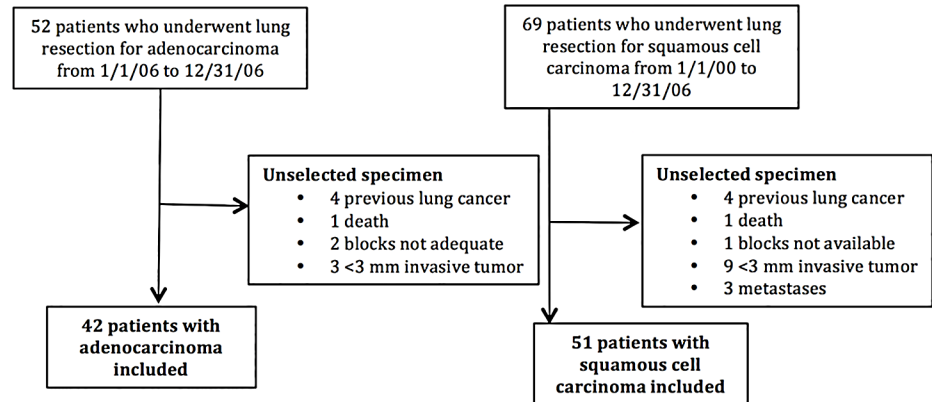 52 patients who underwent lung
resection for adenocarcinoma
from 1/1/06 to 12/31/06
69 patients who underwent lung
resection for squamous cell
carcinoma from 1/1/00 to
12/31/06
Unselected specimen
• 4 previous lung cancer
• 1 death
• 2 blocks not adequate
• 3 <3 mm invasive tumor
Unselected specimen
• 4 previous lung cancer
• 1 death
• 1 blocks not available
• 9 <3 mm invasive tumor
• 3 metastases
42 patients with
adenocarcinoma
included
51 patients with
squamous cell
carcinoma included